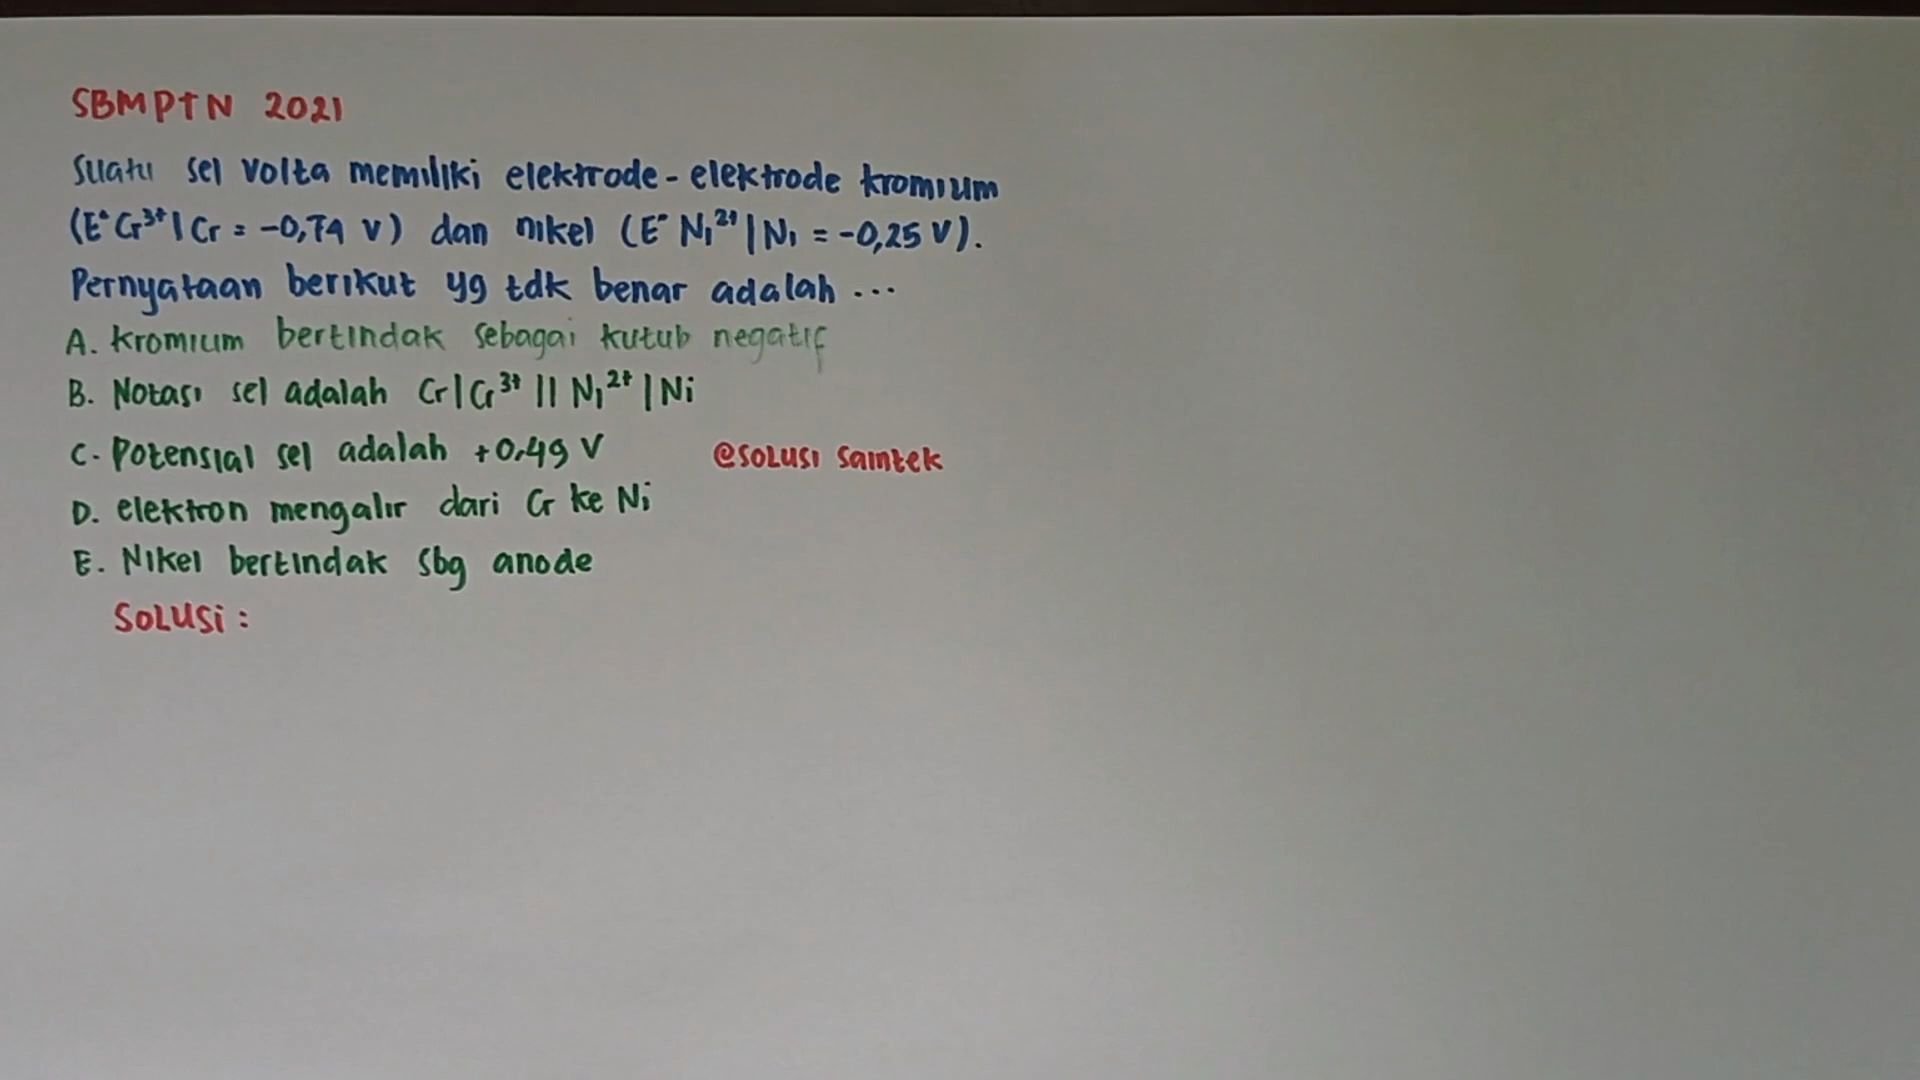 SBMPTN 2021
Suatu sel volta memiliki elektrode-elektrode kromium
(E° Cr³⁺|Cr = -0,74 V) dan nikel (E° Ni²⁺|Ni = -0,25 V).
Pernyataan berikut yg tdk benar adalah ...
A. Kromium bertindak sebagai kutub negatif
B. Notasi sel adalah Cr|Cr³⁺||Ni²⁺|Ni
C. Potensial sel adalah +0,49 V
@SOLUSI Saintek
D. elektron mengalir dari Cr ke Ni
E. Nikel bertindak sbg anode
SOLUSi: